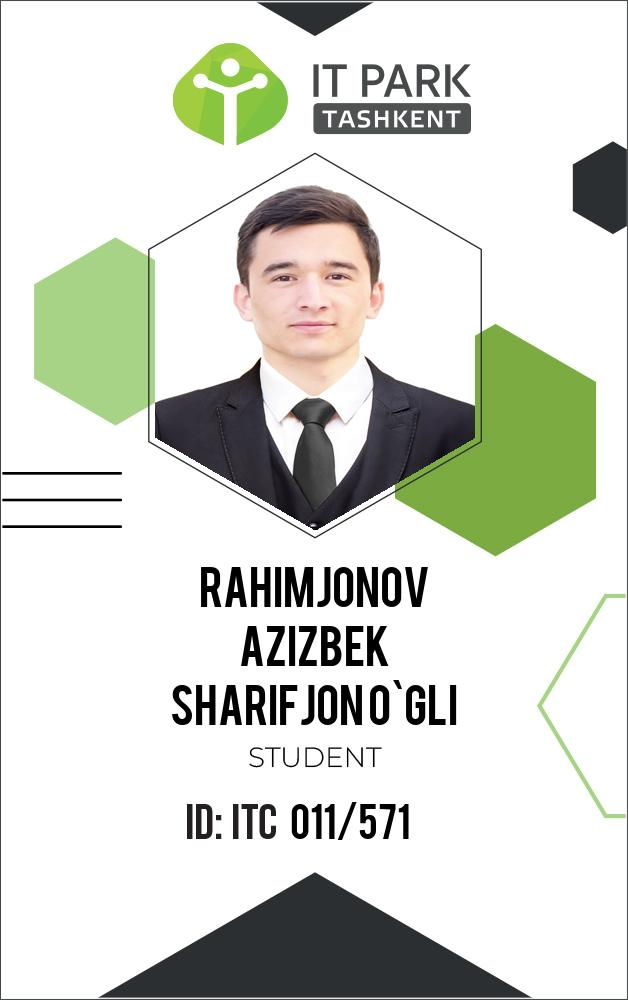 IT PARK
TASHKENT
RAHIMJONOV
AZIZBEK
SHARIFJON O`GLI
STUDENT
ID: ITC 011/571